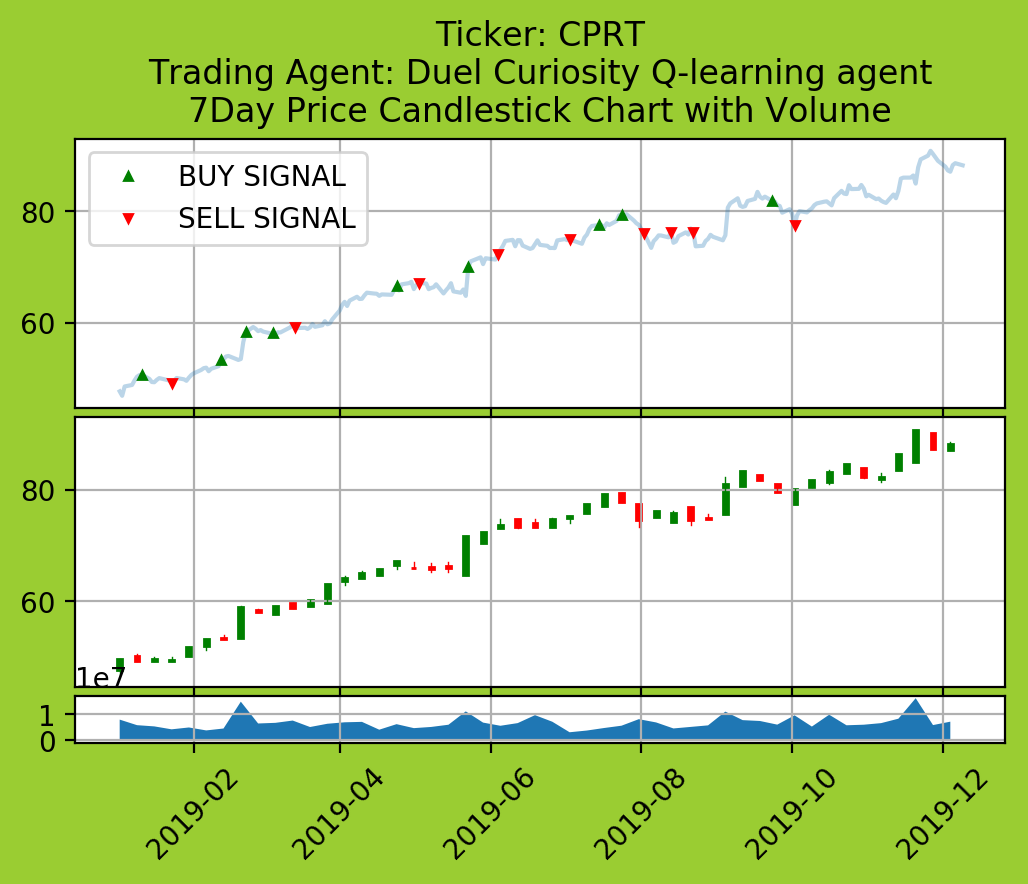 Ticker: CPRT
Trading Agent: Duel Curiosity Q-learning agent
7Day Price Candlestick Chart with Volume
BUY SIGNAL
SELL SIGNAL
80
60
80
60
1e7
1
0
2019-02
2019-04
2019-06
2019-08
2019-10
2019-12